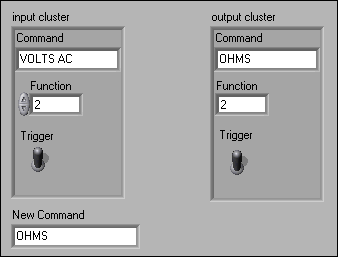 input cluster
Command
VOLTS AC
Function
2
Trigger
New Command
OHMS
output cluster
Command
OHMS
Function
2
Trigger